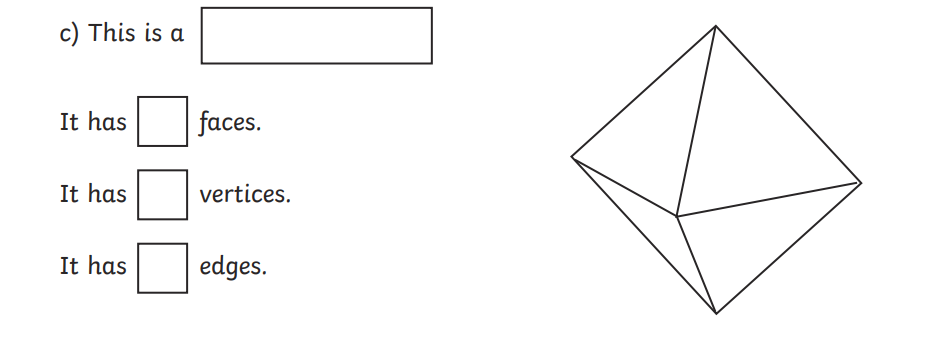 c) This is a
It has faces.
It has vertices.
It has edges.